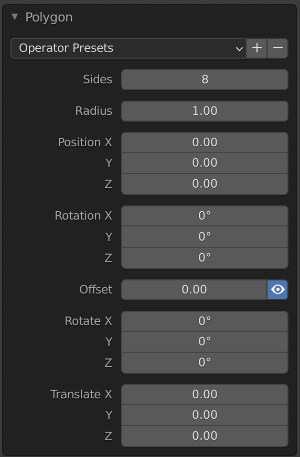 Polygon
Operator Presets + −
Sides 8
Radius 1.00
Position X 0.00
Y 0.00
Z 0.00
Rotation X 0°
Y 0°
Z 0°
Offset 0.00
Rotate X 0°
Y 0°
Z 0°
Translate X 0.00
Y 0.00
Z 0.00